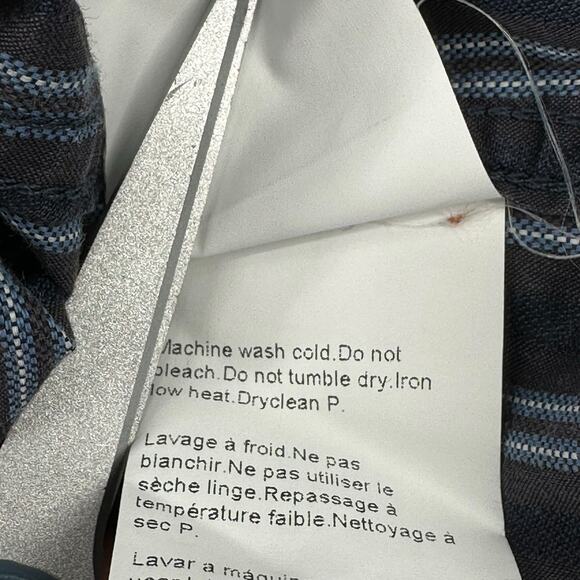 Machine wash cold.Do not
bleach.Do not tumble dry.Iron
low heat.Dryclean P.
Lavage à froid.Ne pas
blanchir.Ne pas utiliser le
sèche linge.Repassage à
température faible.Nettoyage à
sec P.
Lavar a máquin